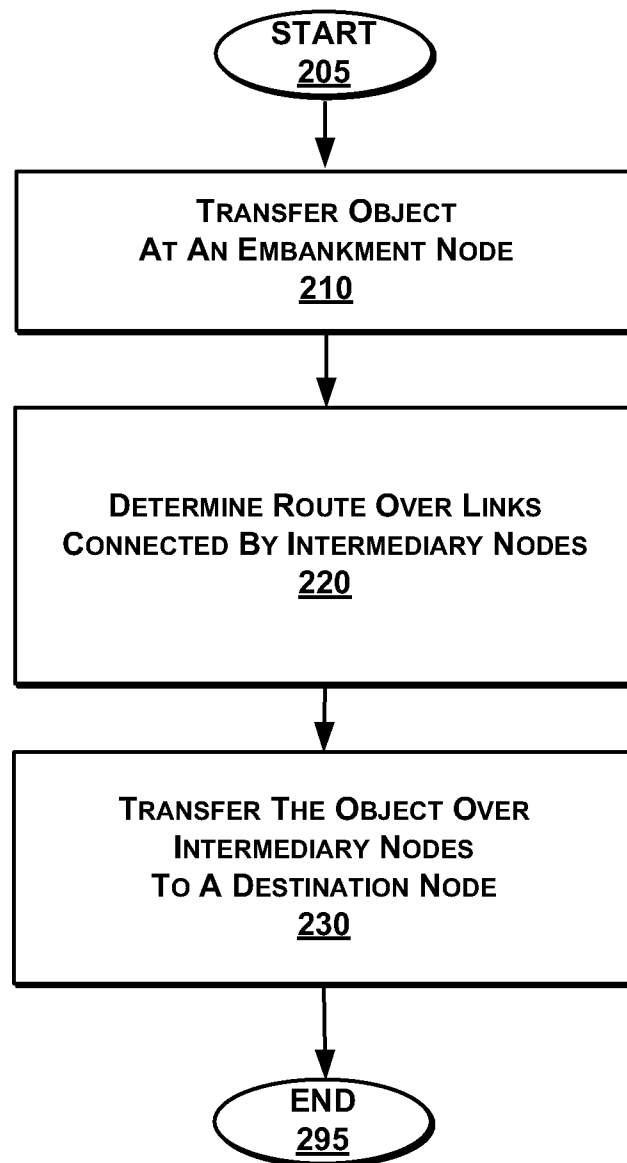 START
205
TRANSFER OBJECT
AT AN EMBANKMENT NODE
210
DETERMINE ROUTE OVER LINKS
CONNECTED BY INTERMEDIARY NODES
220
TRANSFER THE OBJECT OVER
INTERMEDIARY NODES
TO A DESTINATION NODE
230
END
295